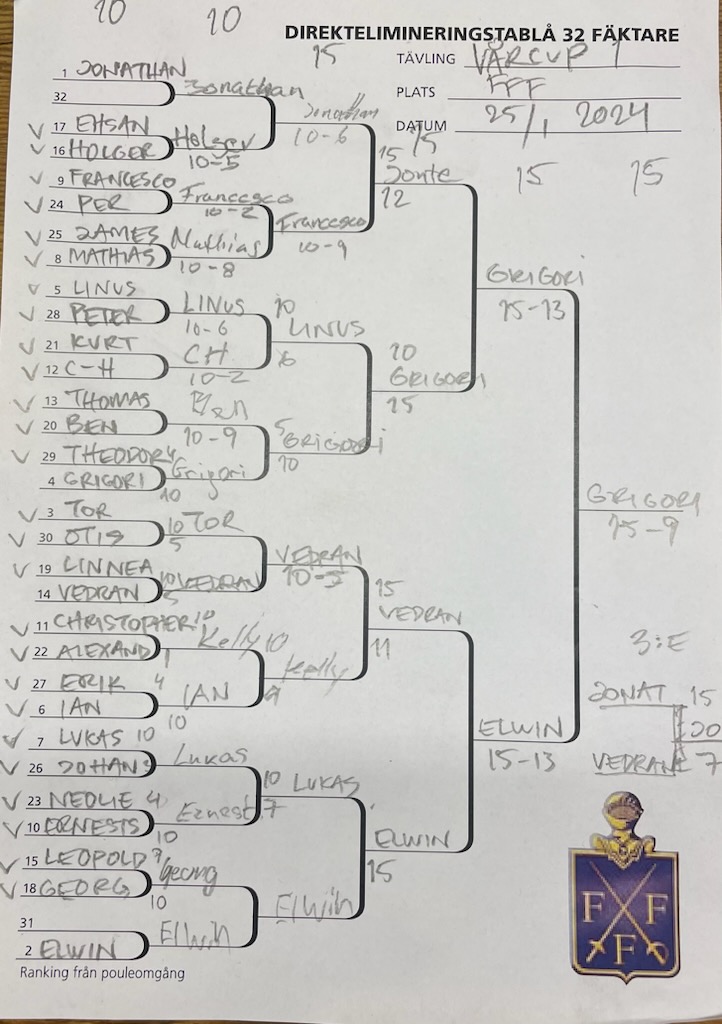 10 10
DIREKTELIMINERINGSTABLÅ 32 FÄKTARE
15
TÄVLING VÅRCUP 1
PLATS FFF
DATUM 25/1 2024
15 15 15
1 JONATHAN
32
Jonathan
17 EHSAN
16 HOLGER
Holger
10-5
Jonathan
10-6
9 FRANCESCO
24 PER
Francesco
10-2
25 JAMES
8 MATHIAS
Mathias
10-8
Francesco
10-9
15
Jonte
12
5 LINUS
28 PETER
LINUS
10-6
21 KURT
12 C-H
CH
10-2
10
LINUS
6
13 THOMAS
20 BEN
Ben
10-9
29 THEODOR 4
4 GRIGORI
Grigori
10
5
GRIGORI
10
10
GRIGORI
15
GRIGORI
15-13
3 TOR
30 OTIS
10 TOR
5
19 LINNEA
14 VEDRAN
10 VEDRAN
5
VEDRAN
11 CHRISTOPHER 10
22 ALEXAND
Kelly 10
27 ERIK 4
6 IAN
IAN
10
Kelly
15
VEDRAN
11
7 LUKAS 10
26 JOHAN
Lukas
23 NEOLIE 4
10 ERNESTS
Ernest
10
10 LUKAS
7
15 LEOPOLD 7
18 GEORG
Georg
10
31
2 ELWIN
Elwin
Elwin
ELWIN
15
ELWIN
15-13
GRIGORI
15-9
3:E
JONAT 15
JO
VEDRAN 7
FFF
Ranking från pouleomgång